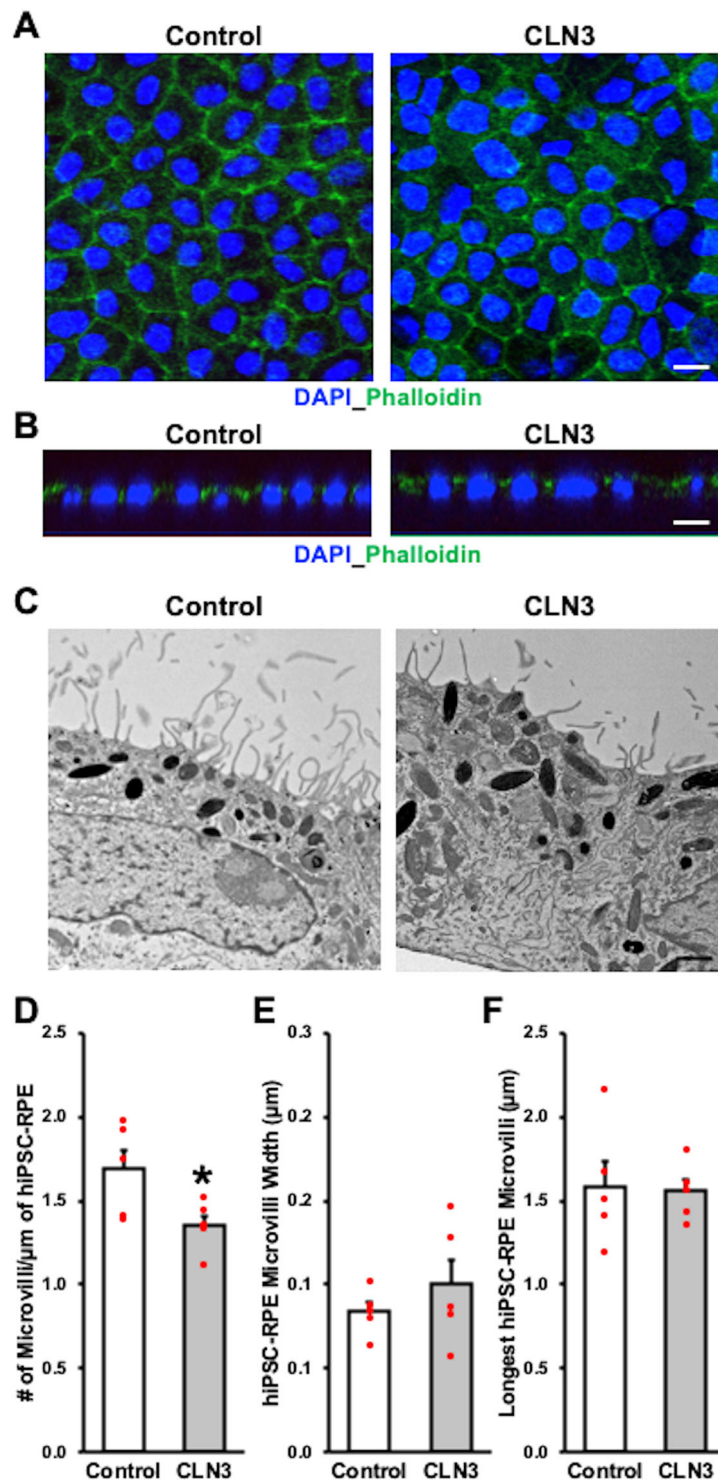 A
Control CLN3
DAPI_Phalloidin
B
Control CLN3
DAPI_Phalloidin
C
Control CLN3
D
# of Microvilli/µm of hiPSC-RPE
2.5
2.0
1.5
1.0
0.5
0.0
*
Control CLN3
E
hiPSC-RPE Microvilli Width (µm)
0.3
0.2
0.2
0.1
0.1
0.0
Control CLN3
F
Longest hiPSC-RPE Microvilli (µm)
2.5
2.0
1.5
1.0
0.5
0.0
Control CLN3